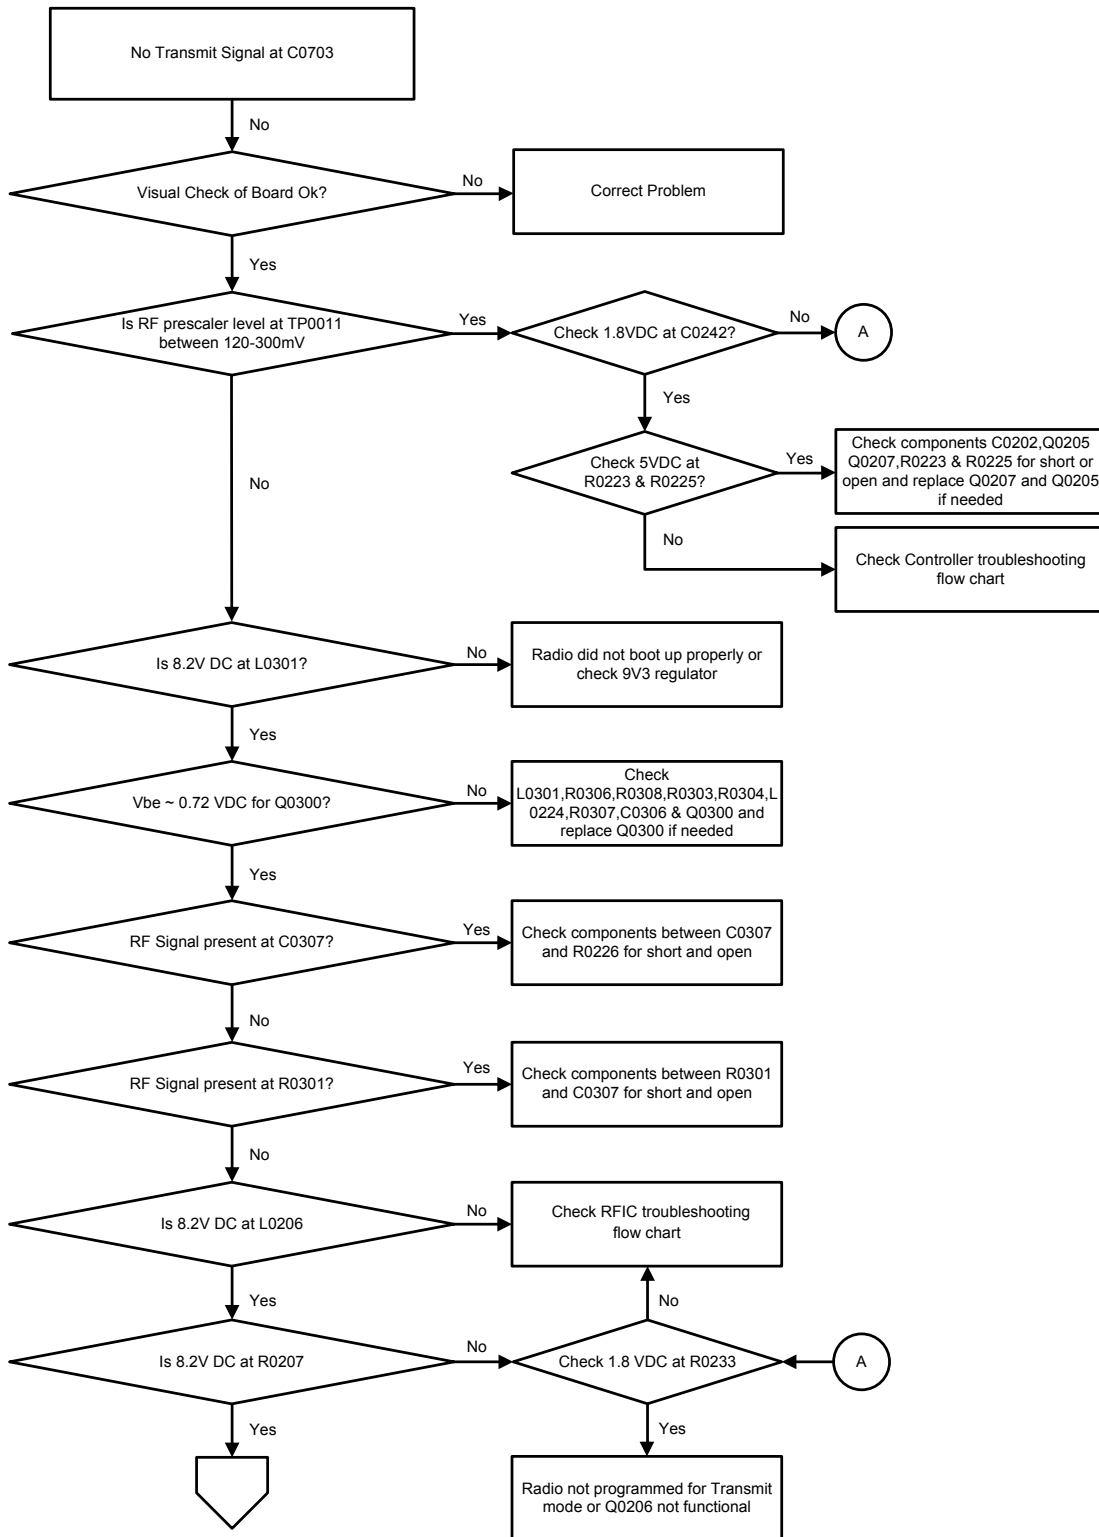 No Transmit Signal at C0703
No
Visual Check of Board Ok?
No
Correct Problem
Yes
Is RF prescaler level at TP0011
between 120-300mV
Yes
Check 1.8VDC at C0242?
No
A
Yes
No
Check 5VDC at
R0223 & R0225?
Yes
Check components C0202,Q0205
Q0207,R0223 & R0225 for short or
open and replace Q0207 and Q0205
if needed
No
Check Controller troubleshooting
flow chart
Is 8.2V DC at L0301?
No
Radio did not boot up properly or
check 9V3 regulator
Yes
Vbe ~ 0.72 VDC for Q0300?
No
Check
L0301,R0306,R0308,R0303,R0304,L
0224,R0307,C0306 & Q0300 and
replace Q0300 if needed
Yes
RF Signal present at C0307?
Yes
Check components between C0307
and R0226 for short and open
No
RF Signal present at R0301?
Yes
Check components between R0301
and C0307 for short and open
No
Is 8.2V DC at L0206
No
Check RFIC troubleshooting
flow chart
Yes
No
Is 8.2V DC at R0207
No
Check 1.8 VDC at R0233
A
Yes
Yes
Radio not programmed for Transmit
mode or Q0206 not functional